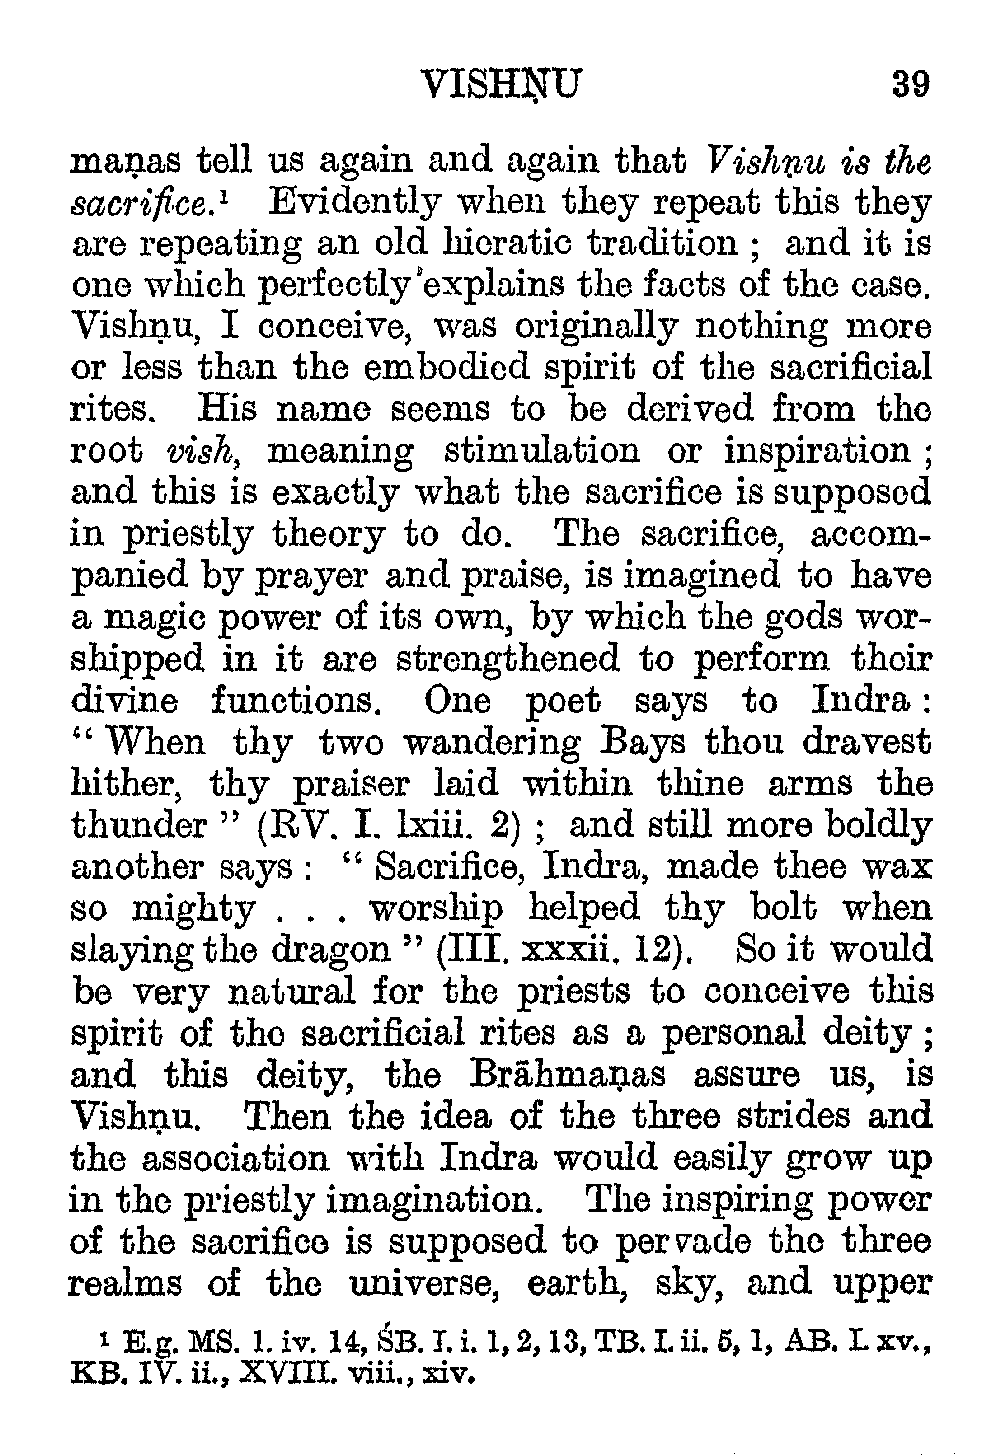 VISHṆU 39
maṇas tell us again and again that Vishṇu is the
sacrifice.¹ Evidently when they repeat this they
are repeating an old hieratic tradition ; and it is
one which perfectly explains the facts of the case.
Vishṇu, I conceive, was originally nothing more
or less than the embodied spirit of the sacrificial
rites. His name seems to be derived from the
root vish, meaning stimulation or inspiration ;
and this is exactly what the sacrifice is supposed
in priestly theory to do. The sacrifice, accom-
panied by prayer and praise, is imagined to have
a magic power of its own, by which the gods wor-
shipped in it are strengthened to perform their
divine functions. One poet says to Indra :
“ When thy two wandering Bays thou dravest
hither, thy praiser laid within thine arms the
thunder ” (RV. I. lxiii. 2) ; and still more boldly
another says : “ Sacrifice, Indra, made thee wax
so mighty . . . worship helped thy bolt when
slaying the dragon ” (III. xxxii. 12). So it would
be very natural for the priests to conceive this
spirit of the sacrificial rites as a personal deity ;
and this deity, the Brāhmaṇas assure us, is
Vishṇu. Then the idea of the three strides and
the association with Indra would easily grow up
in the priestly imagination. The inspiring power
of the sacrifice is supposed to pervade the three
realms of the universe, earth, sky, and upper
¹ E.g. MS. 1. iv. 14, ŚB. I. i. 1, 2, 13, TB. I. ii. 5, 1, AB. I. xv.,
KB. IV. ii., XVIII. viii., xiv.